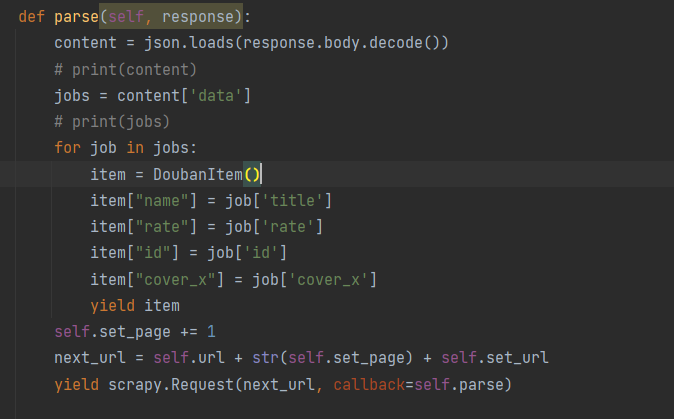 def parse(self, response):
content = json.loads(response.body.decode())
# print(content)
jobs = content['data']
# print(jobs)
for job in jobs:
item = DoubanItem()
item["name"] = job['title']
item["rate"] = job['rate']
item["id"] = job['id']
item["cover_x"] = job['cover_x']
yield item
self.set_page += 1
next_url = self.url + str(self.set_page) + self.set_url
yield scrapy.Request(next_url, callback=self.parse)